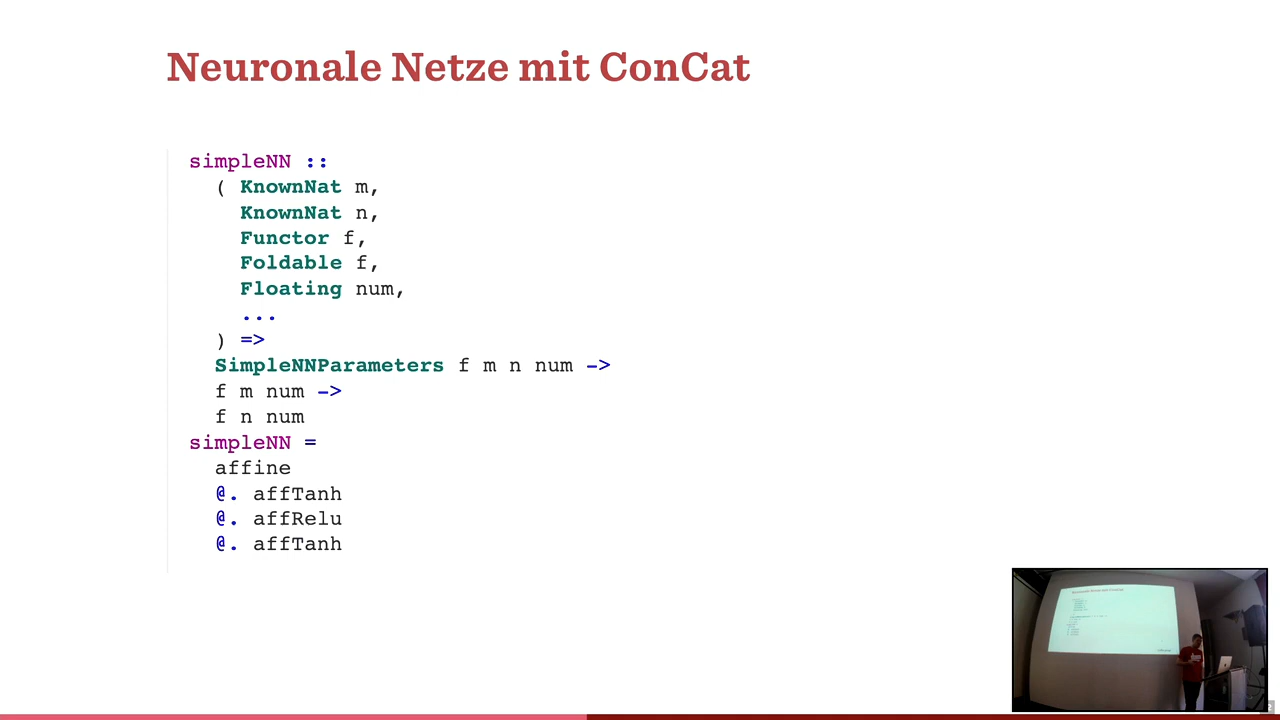 Neuronale Netze mit ConCat
simpleNN ::
( KnownNat m,
KnownNat n,
Functor f,
Foldable f,
Floating num,
...
) =>
SimpleNNParameters f m n num ->
f m num ->
f n num
simpleNN =
affine
@. affTanh
@. affRelu
@. affTanh